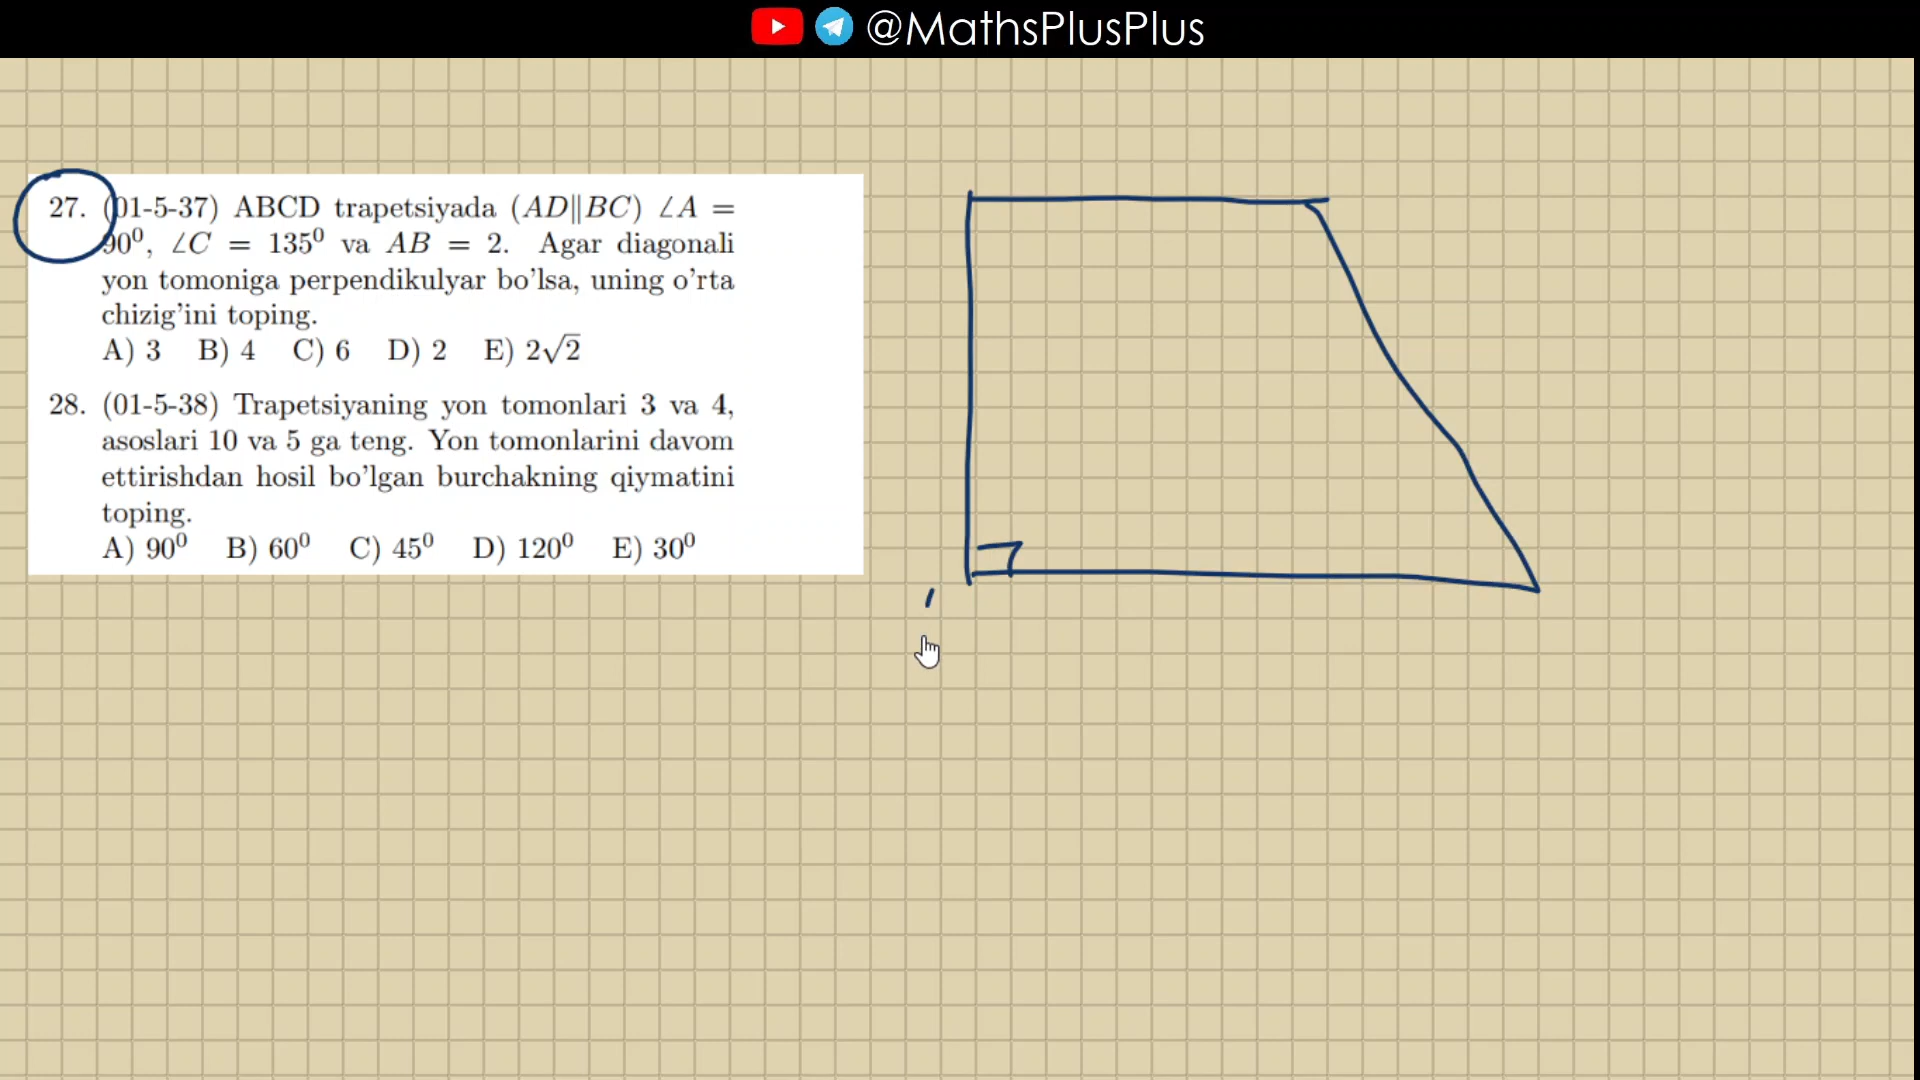 @MathsPlusPlus
27. (01-5-37) ABCD trapetsiyada (AD∥BC) ∠A =
90⁰, ∠C = 135⁰ va AB = 2. Agar diagonali
yon tomoniga perpendikulyar bo’lsa, uning o’rta
chizig’ini toping.
A) 3 B) 4 C) 6 D) 2 E) 2√2
28. (01-5-38) Trapetsiyaning yon tomonlari 3 va 4,
asoslari 10 va 5 ga teng. Yon tomonlarini davom
ettirishdan hosil bo’lgan burchakning qiymatini
toping.
A) 90⁰ B) 60⁰ C) 45⁰ D) 120⁰ E) 30⁰